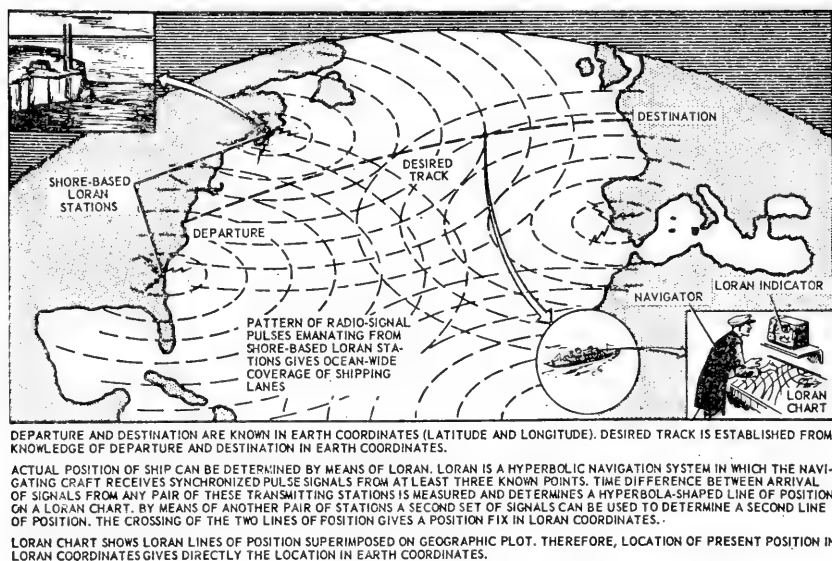 SHORE-BASED
LORAN
STATIONS
DEPARTURE
DESIRED
TRACK
DESTINATION
PATTERN OF RADIO-SIGNAL
PULSES EMANATING FROM
SHORE-BASED LORAN STA-
TIONS GIVES OCEAN-WIDE
COVERAGE OF SHIPPING
LANES
NAVIGATOR
LORAN INDICATOR
LORAN
CHART
DEPARTURE AND DESTINATION ARE KNOWN IN EARTH COORDINATES (LATITUDE AND LONGITUDE). DESIRED TRACK IS ESTABLISHED FROM
KNOWLEDGE OF DEPARTURE AND DESTINATION IN EARTH COORDINATES.
ACTUAL POSITION OF SHIP CAN BE DETERMINED BY MEANS OF LORAN. LORAN IS A HYPERBOLIC NAVIGATION SYSTEM IN WHICH THE NAVI-
GATING CRAFT RECEIVES SYNCHRONIZED PULSE SIGNALS FROM AT LEAST THREE KNOWN POINTS. TIME DIFFERENCE BETWEEN ARRIVAL
OF SIGNALS FROM ANY PAIR OF THESE TRANSMITTING STATIONS IS MEASURED AND DETERMINES A HYPERBOLA-SHAPED LINE OF POSITION
ON A LORAN CHART. BY MEANS OF ANOTHER PAIR OF STATIONS A SECOND SET OF SIGNALS CAN BE USED TO DETERMINE A SECOND LINE
OF POSITION. THE CROSSING OF THE TWO LINES OF POSITION GIVES A POSITION FIX IN LORAN COORDINATES.
LORAN CHART SHOWS LORAN LINES OF POSITION SUPERIMPOSED ON GEOGRAPHIC PLOT. THEREFORE, LOCATION OF PRESENT POSITION IN
LORAN COORDINATES GIVES DIRECTLY THE LOCATION IN EARTH COORDINATES.